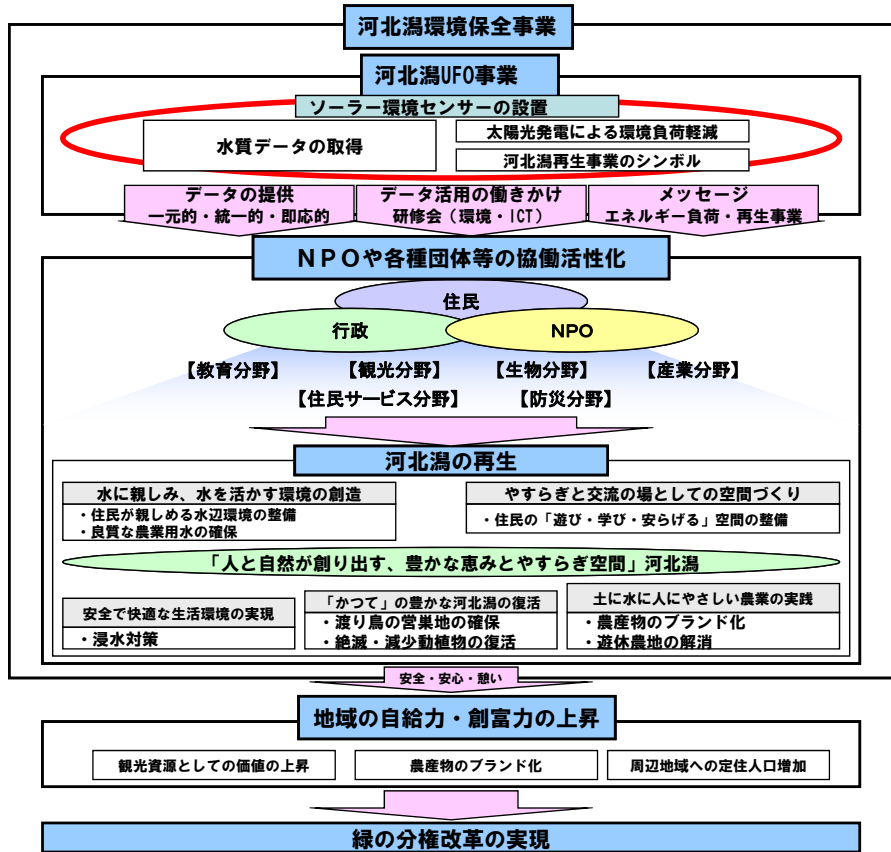 河北潟環境保全事業
河北潟UFO事業
ソーラー環境センサーの設置
水質データの取得
太陽光発電による環境負荷軽減
河北潟再生事業のシンボル
データの提供
一元的・統一的・即応的
データ活用の働きかけ
研修会（環境・ICT）
メッセージ
エネルギー負荷・再生事業
ＮＰＯや各種団体等の協働活性化
住民
行政
NPO
【教育分野】
【観光分野】
【生物分野】
【産業分野】
【住民サービス分野】
【防災分野】
河北潟の再生
水に親しみ、水を活かす環境の創造
・住民が親しめる水辺環境の整備
・良質な農業用水の確保
やすらぎと交流の場としての空間づくり
・住民の「遊び・学び・安らげる」空間の整備
「人と自然が創り出す、豊かな恵みとやすらぎ空間」河北潟
安全で快適な生活環境の実現
・浸水対策
「かつて」の豊かな河北潟の復活
・渡り鳥の営巣地の確保
・絶滅・減少動植物の復活
土に水に人にやさしい農業の実践
・農産物のブランド化
・遊休農地の解消
安全・安心・憩い
地域の自給力・創富力の上昇
観光資源としての価値の上昇
農産物のブランド化
周辺地域への定住人口増加
緑の分権改革の実現